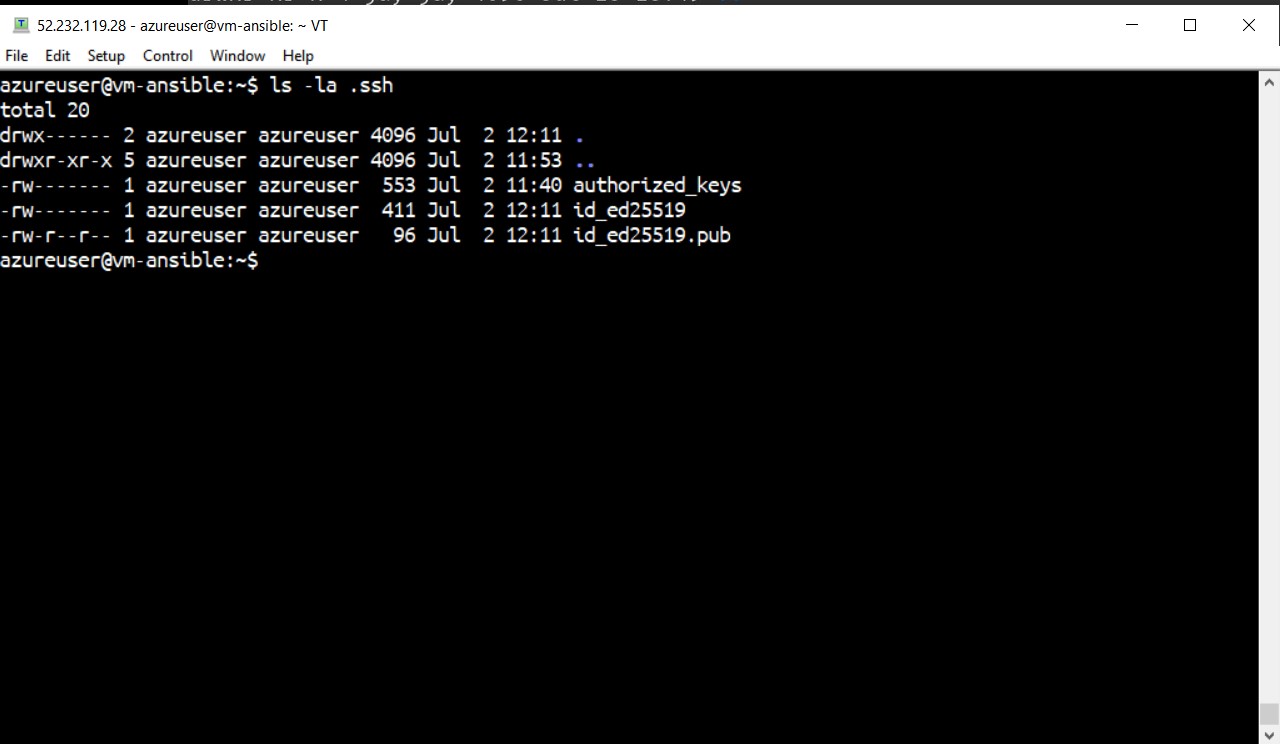 52.232.119.28 - azureuser@vm-ansible: ~ VT
File Edit Setup Control Window Help
azureuser@vm-ansible:~$ ls -la .ssh
total 20
drwx------ 2 azureuser azureuser 4096 Jul  2 12:11 .
drwxr-xr-x 5 azureuser azureuser 4096 Jul  2 11:53 ..
-rw------- 1 azureuser azureuser  553 Jul  2 11:40 authorized_keys
-rw------- 1 azureuser azureuser  411 Jul  2 12:11 id_ed25519
-rw-r--r-- 1 azureuser azureuser   96 Jul  2 12:11 id_ed25519.pub
azureuser@vm-ansible:~$